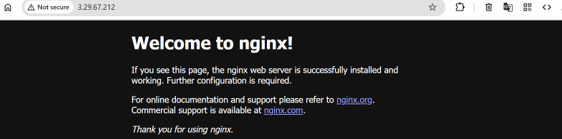 Not secure
3.29.67.212
Welcome to nginx!
If you see this page, the nginx web server is successfully installed and
working. Further configuration is required.
For online documentation and support please refer to nginx.org.
Commercial support is available at nginx.com.
Thank you for using nginx.